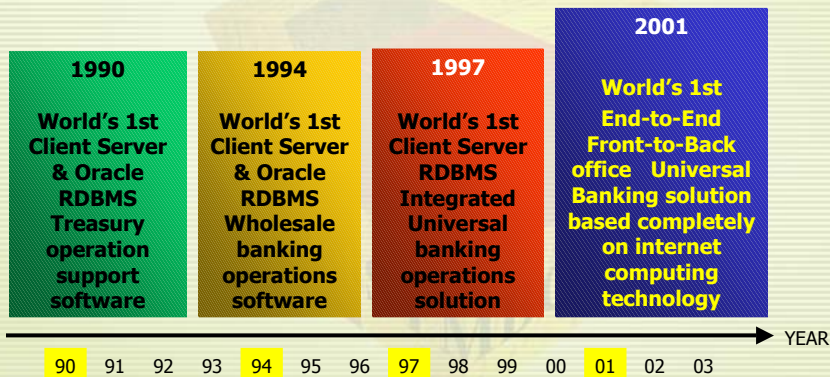 1990
World's 1st
Client Server
& Oracle
RDBMS
Treasury
operation
support
software
1994
World's 1st
Client Server
& Oracle
RDBMS
Wholesale
banking
operations
software
1997
World's 1st
Client Server
RDBMS
Integrated
Universal
banking
operations
solution
2001
World's 1st
End-to-End
Front-to-Back
office Universal
Banking solution
based completely
on internet
computing
technology
YEAR
90 91 92 93 94 95 96 97 98 99 00 01 02 03